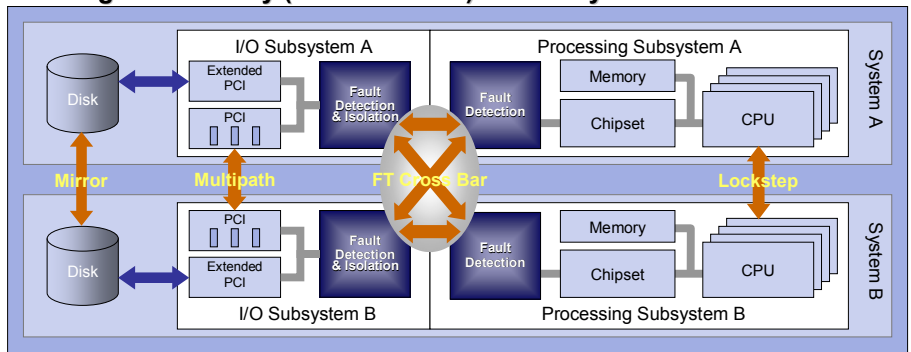 I/O Subsystem A
Processing Subsystem A
System A
Disk
Extended
PCI
PCI
Fault
Detection
& Isolation
Fault
Detection
Memory
Chipset
CPU
Mirror
Multipath
FT Cross Bar
Lockstep
Disk
PCI
Extended
PCI
Fault
Detection
& Isolation
Fault
Detection
Memory
Chipset
CPU
System B
I/O Subsystem B
Processing Subsystem B